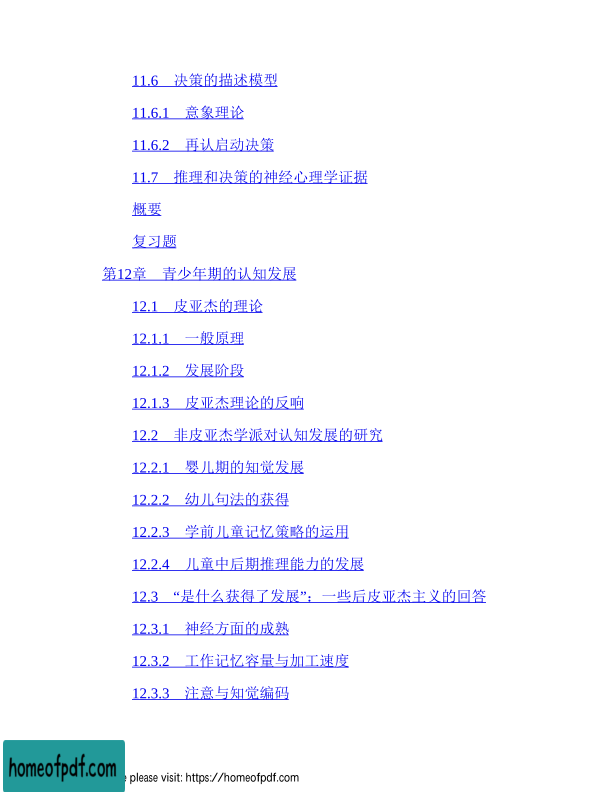 11.6　决策的描述模型
11.6.1　意象理论
11.6.2　再认启动决策
11.7　推理和决策的神经心理学证据
概要
复习题
第12章　青少年期的认知发展
12.1　皮亚杰的理论
12.1.1　一般原理
12.1.2　发展阶段
12.1.3　皮亚杰理论的反响
12.2　非皮亚杰学派对认知发展的研究
12.2.1　婴儿期的知觉发展
12.2.2　幼儿句法的获得
12.2.3　学前儿童记忆策略的运用
12.2.4　儿童中后期推理能力的发展
12.3　“是什么获得了发展”：一些后皮亚杰主义的回答
12.3.1　神经方面的成熟
12.3.2　工作记忆容量与加工速度
12.3.3　注意与知觉编码
homeofpdf.com
please visit: https://homeofpdf.com